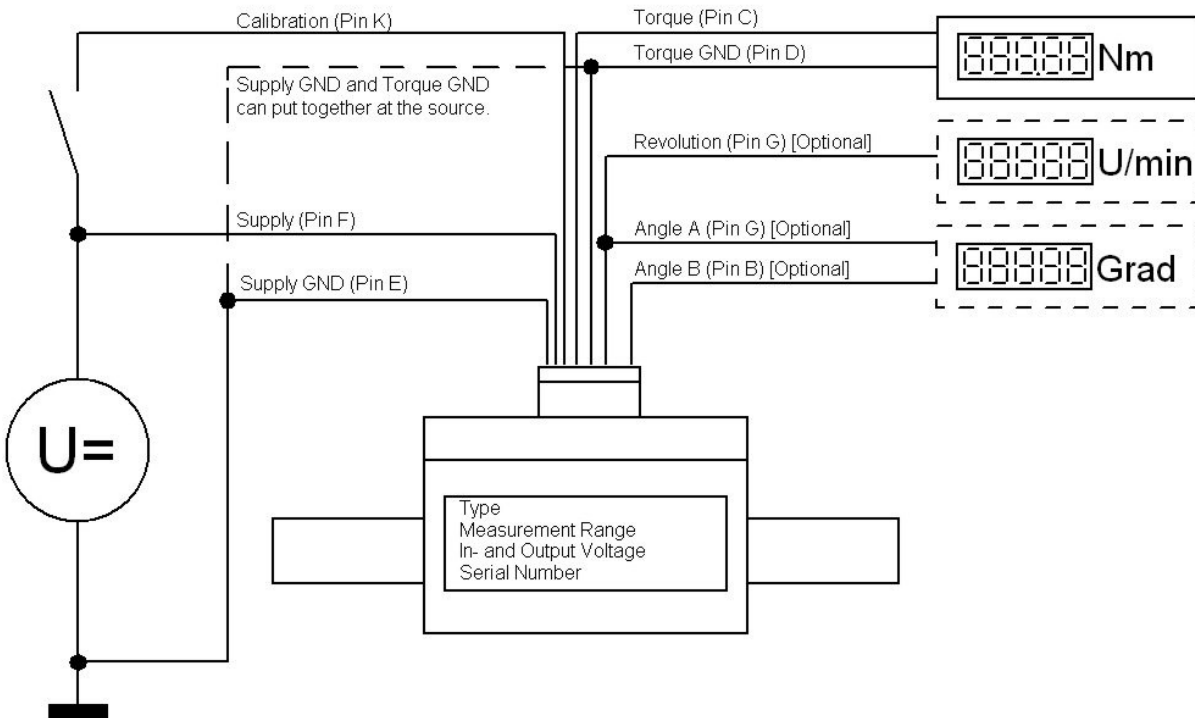 Calibration (Pin K)
Torque (Pin C)
Torque GND (Pin D)
88888 Nm
Supply GND and Torque GND
can put together at the source.
Revolution (Pin G) [Optional]
88888 U/min
Supply (Pin F)
Angle A (Pin G) [Optional]
Angle B (Pin B) [Optional]
88888 Grad
Supply GND (Pin E)
U=
Type
Measurement Range
In- and Output Voltage
Serial Number